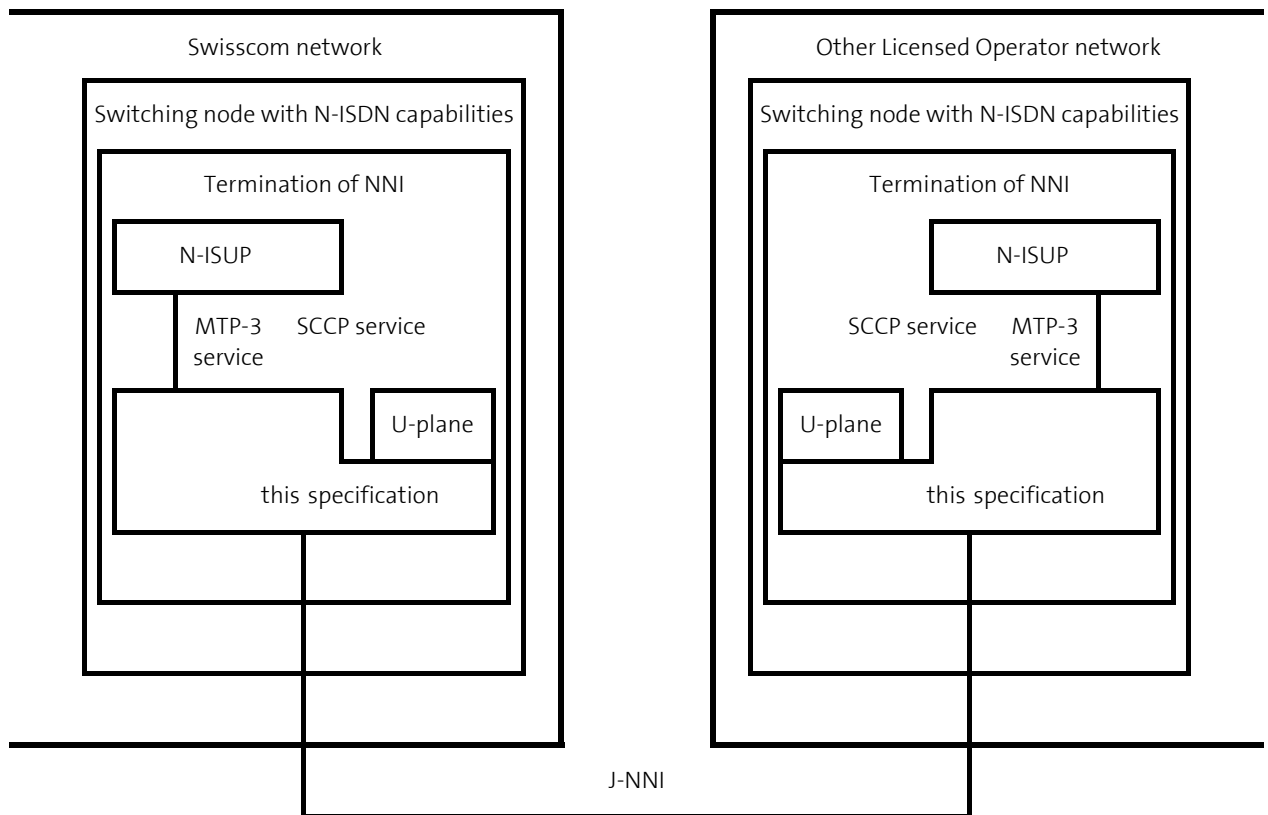 Swisscom network
Other Licensed Operator network
Switching node with N-ISDN capabilities
Switching node with N-ISDN capabilities
Termination of NNI
Termination of NNI
N-ISUP
N-ISUP
MTP-3
service
SCCP service
SCCP service
MTP-3
service
U-plane
U-plane
this specification
this specification
J-NNI